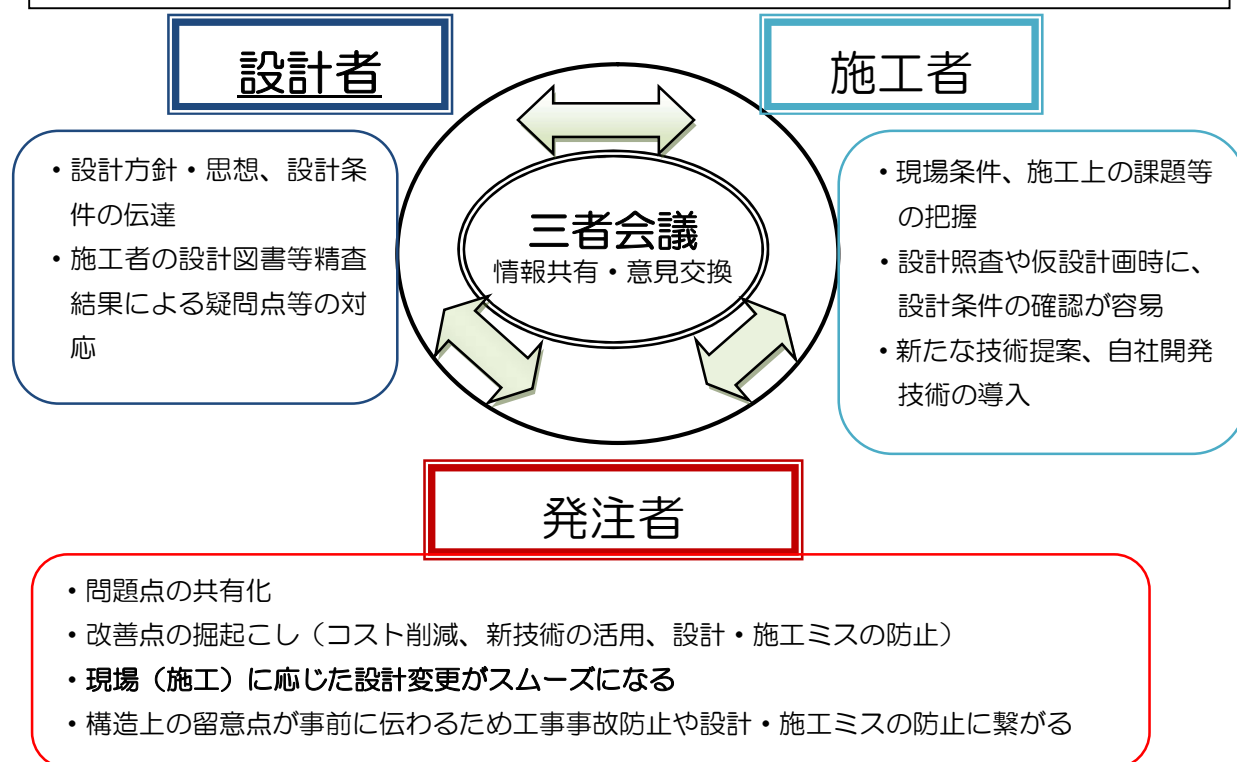 設計者
施工者
・設計方針・思想、設計条
件の伝達
・施工者の設計図書等精査
結果による疑問点等の対
応
三者会議
情報共有・意見交換
・現場条件、施工上の課題等
の把握
・設計照査や仮設計画時に、
設計条件の確認が容易
・新たな技術提案、自社開発
技術の導入
発注者
・問題点の共有化
・改善点の掘起こし（コスト削減、新技術の活用、設計・施工ミスの防止）
・現場（施工）に応じた設計変更がスムーズになる
・構造上の留意点が事前に伝わるため工事事故防止や設計・施工ミスの防止に繋がる